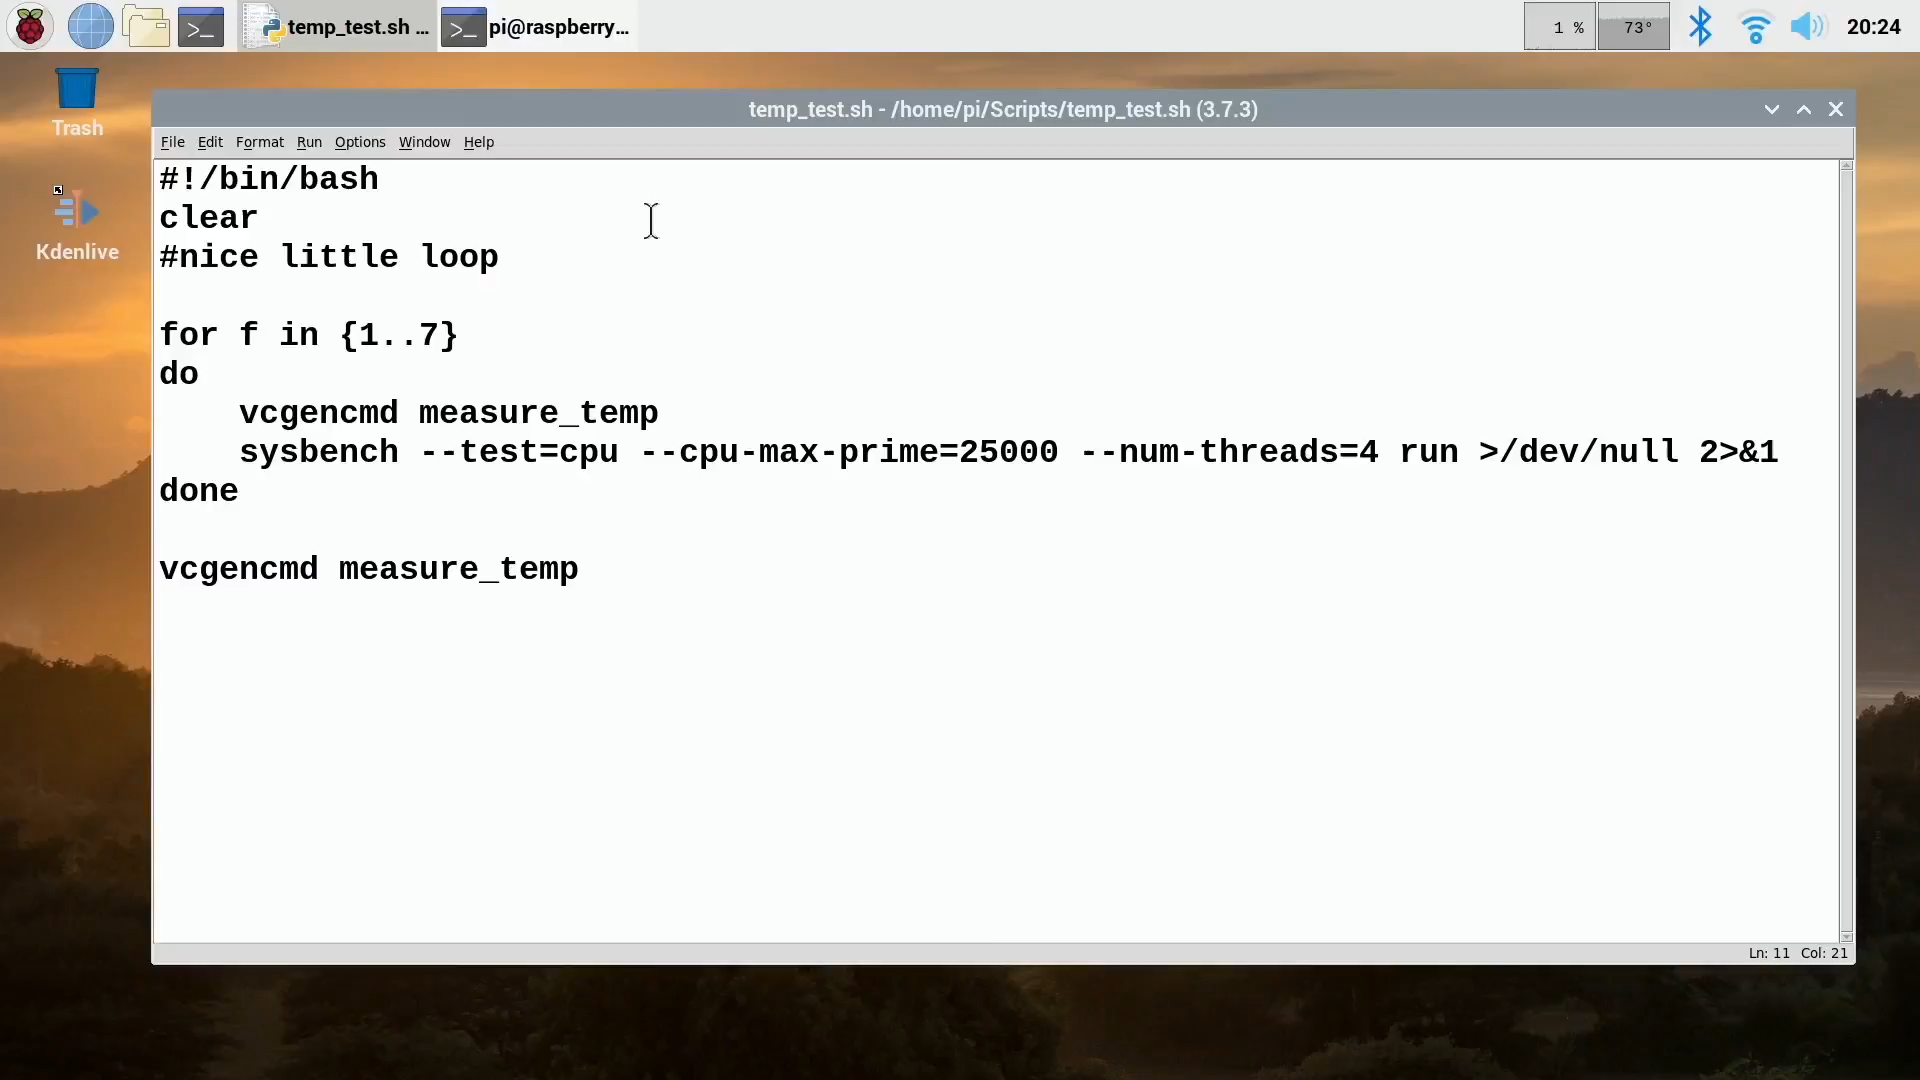 temp_test.sh ...
pi@raspberry...
1 %
73°
20:24
Trash
Kdenlive
temp_test.sh - /home/pi/Scripts/temp_test.sh (3.7.3)
File Edit Format Run Options Window Help
#!/bin/bash
clear
#nice little loop
for f in {1..7}
do
    vcgencmd measure_temp
    sysbench --test=cpu --cpu-max-prime=25000 --num-threads=4 run >/dev/null 2>&1
done
vcgencmd measure_temp
Ln: 11 Col: 21